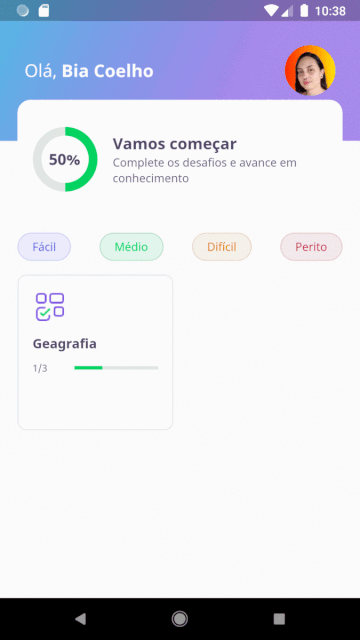 10:38
Olá, Bia Coelho
50%
Vamos começar
Complete os desafios e avance em
conhecimento
Fácil Médio Difícil Perito
Geagrafia
1/3